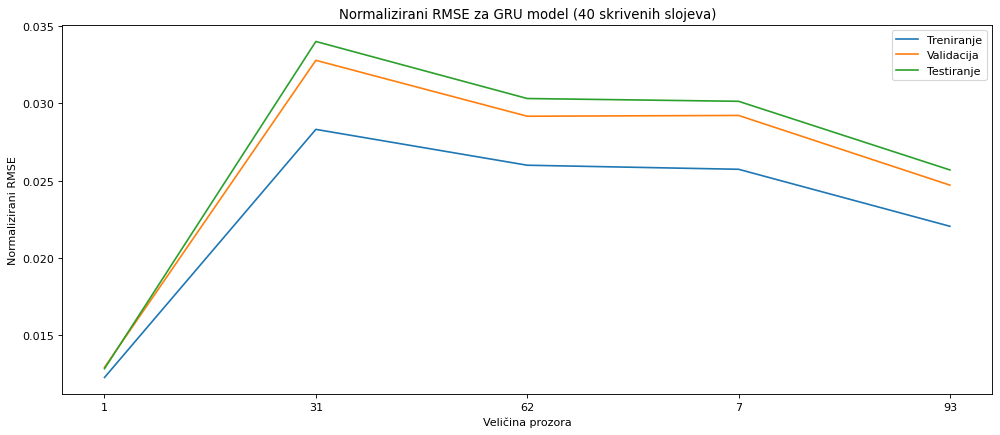 Normalizirani RMSE za GRU model (40 skrivenih slojeva)
Treniranje
Validacija
Testiranje
Normalizirani RMSE
0.035
0.030
0.025
0.020
0.015
1 31 62 7 93
Veličina prozora